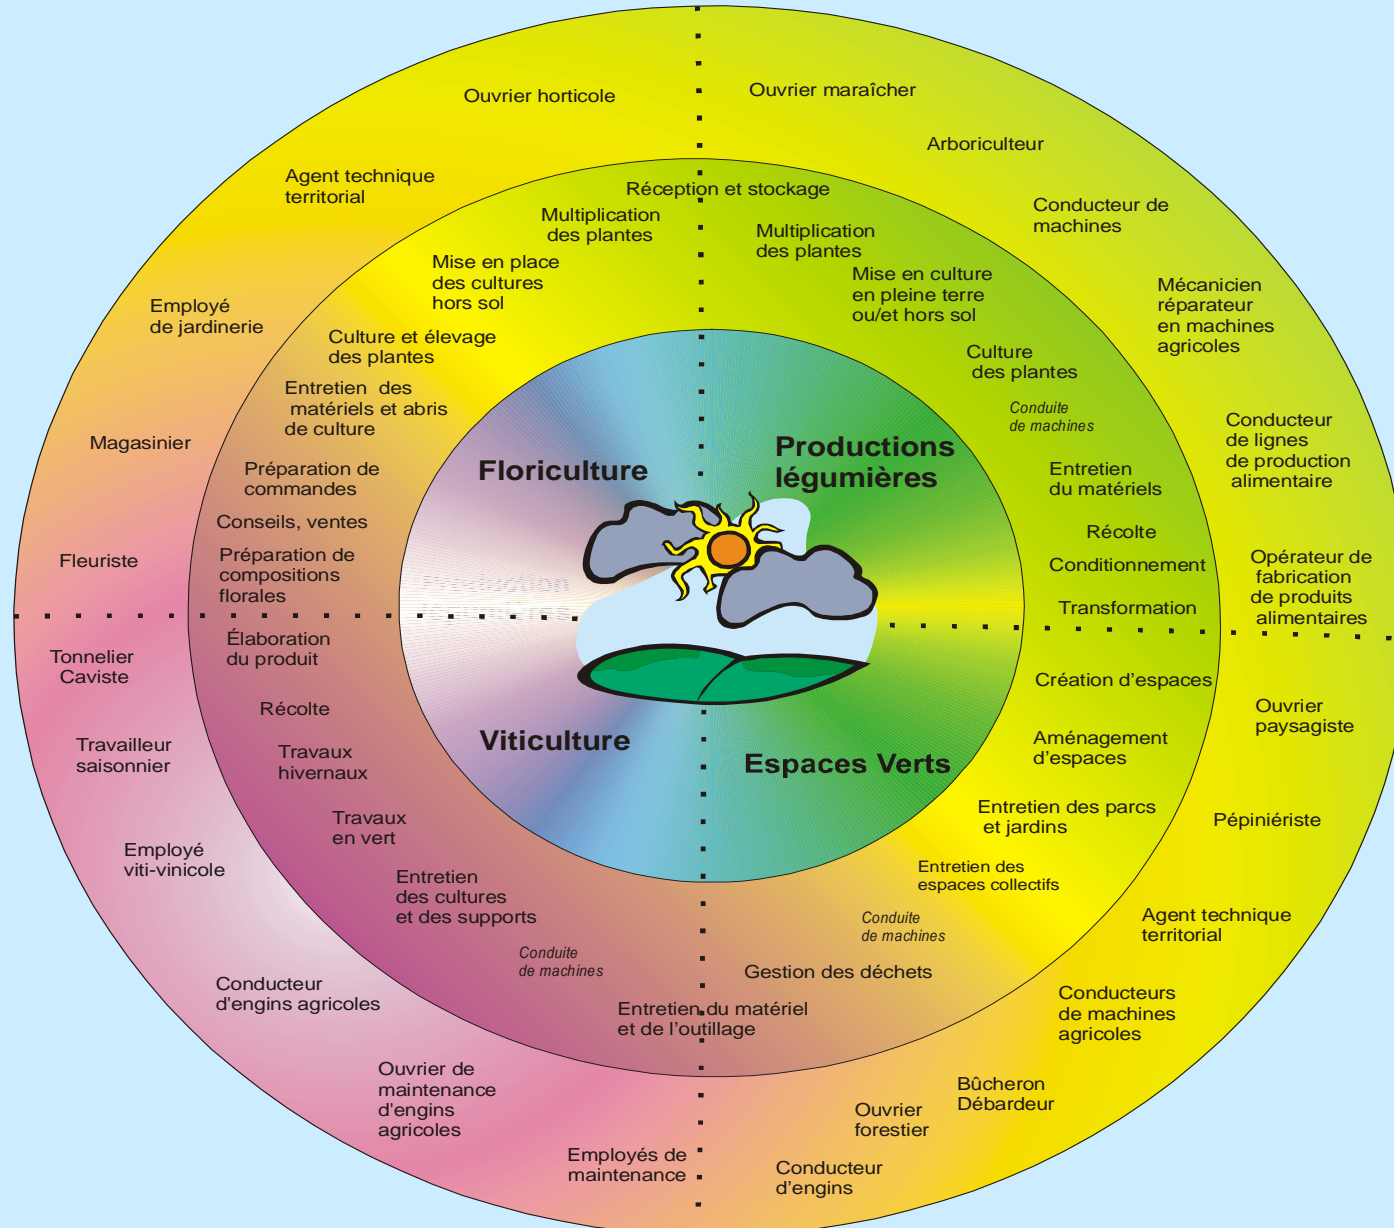 Ouvrier horticole
Agent technique
territorial
Employé
de jardinerie
Magasinier
Fleuriste
Ouvrier maraîcher
Arboriculteur
Conducteur de
machines
Mécanicien
réparateur
en machines
agricoles
Conducteur
de lignes
de production
alimentaire
Opérateur de
fabrication
de produits
alimentaires
Réception et stockage
Multiplication
des plantes
Mise en place
des cultures
hors sol
Culture et élevage
des plantes
Entretien des
matériels et abris
de culture
Préparation de
commandes
Conseils, ventes
Préparation de
compositions
florales
Multiplication
des plantes
Mise en culture
en pleine terre
ou/et hors sol
Culture
des plantes
Conduite
de machines
Entretien
du matériels
Récolte
Conditionnement
Transformation
Floriculture
Productions
légumières
Viticulture
Espaces Verts
Élaboration
du produit
Récolte
Travaux
hivernaux
Travaux
en vert
Entretien
des cultures
et des supports
Conduite
de machines
Création d'espaces
Aménagement
d'espaces
Entretien des parcs
et jardins
Entretien des
espaces collectifs
Conduite
de machines
Gestion des déchets
Entretien du matériel
et de l'outillage
Tonnelier
Caviste
Travailleur
saisonnier
Employé
viti-vinicole
Conducteur
d'engins agricoles
Ouvrier de
maintenance
d'engins
agricoles
Employés de
maintenance
Ouvrier
paysagiste
Pépiniériste
Agent technique
territorial
Conducteurs
de machines
agricoles
Bûcheron
Débardeur
Ouvrier
forestier
Conducteur
d'engins